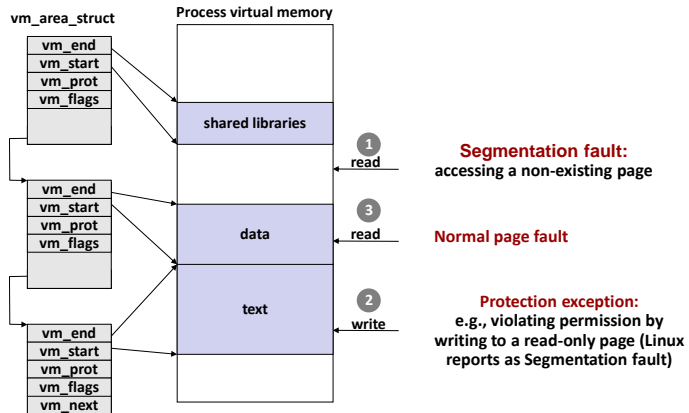 Process virtual memory
vm_area_struct
vm_end
vm_start
vm_prot
vm_flags
shared libraries
1
read
Segmentation fault:
accessing a non-existing page
vm_end
vm_start
vm_prot
vm_flags
data
3
read
Normal page fault
text
2
write
Protection exception:
e.g., violating permission by
writing to a read-only page (Linux
reports as Segmentation fault)
vm_end
vm_start
vm_prot
vm_flags
vm_next